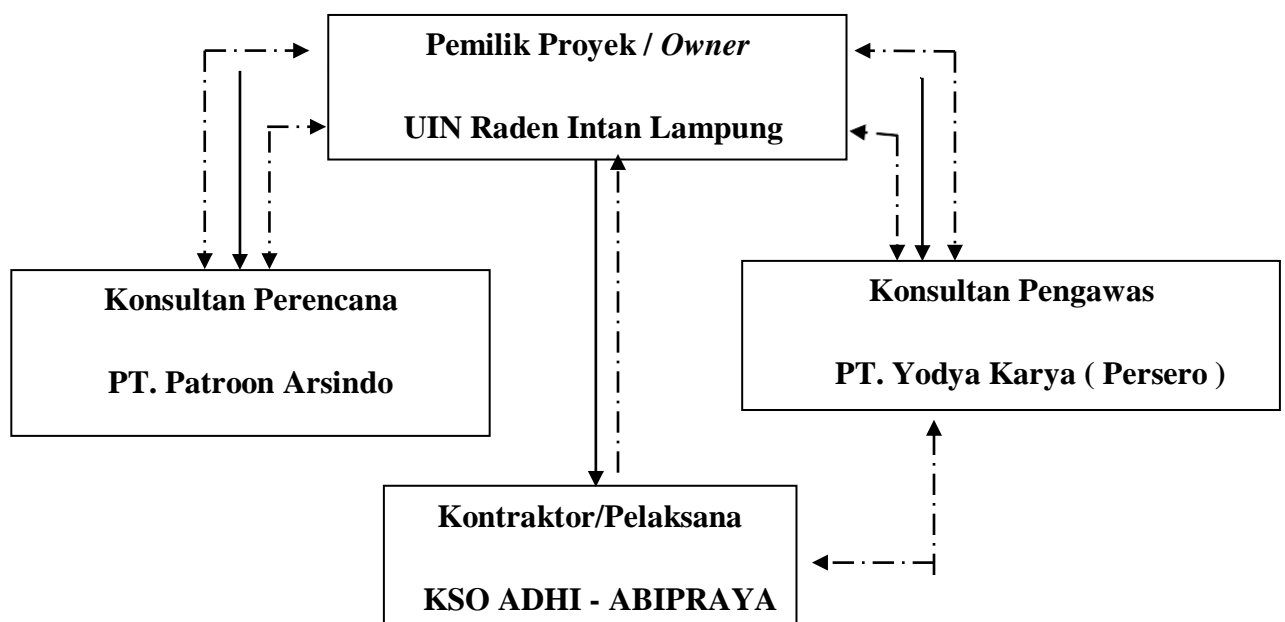 Pemilik Proyek / Owner
UIN Raden Intan Lampung
Konsultan Perencana
PT. Patroon Arsindo
Konsultan Pengawas
PT. Yodya Karya ( Persero )
Kontraktor/Pelaksana
KSO ADHI - ABIPRAYA